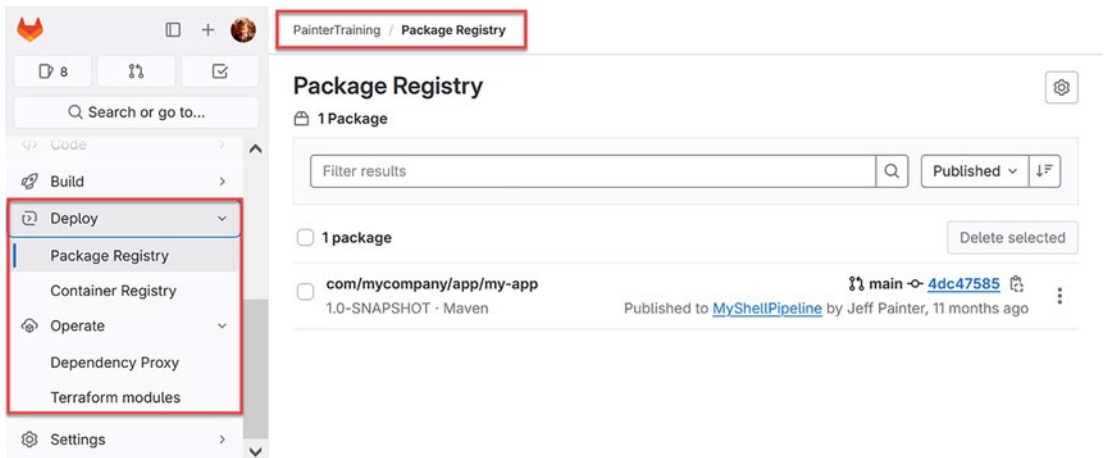 8
Search or go to...
Code
Build
Deploy
Package Registry
Container Registry
Operate
Dependency Proxy
Terraform modules
Settings
PainterTraining / Package Registry
Package Registry
1 Package
Filter results
Published
1 package
Delete selected
com/mycompany/app/my-app
main 4dc47585
1.0-SNAPSHOT · Maven
Published to MyShellPipeline by Jeff Painter, 11 months ago